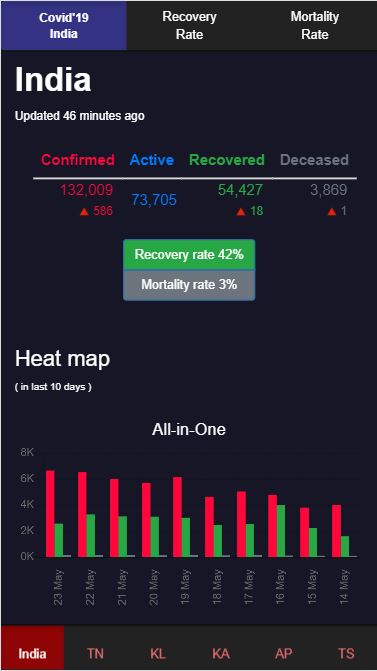 Covid'19 India
Recovery Rate
Mortality Rate
India
Updated 46 minutes ago
Confirmed Active Recovered Deceased
132,009 73,705 54,427 3,869
▲ 586 ▲ 18 ▲ 1
Recovery rate 42%
Mortality rate 3%
Heat map
( in last 10 days )
All-in-One
8K
6K
4K
2K
0K
23 May 22 May 21 May 20 May 19 May 18 May 17 May 16 May 15 May 14 May
India TN KL KA AP TS